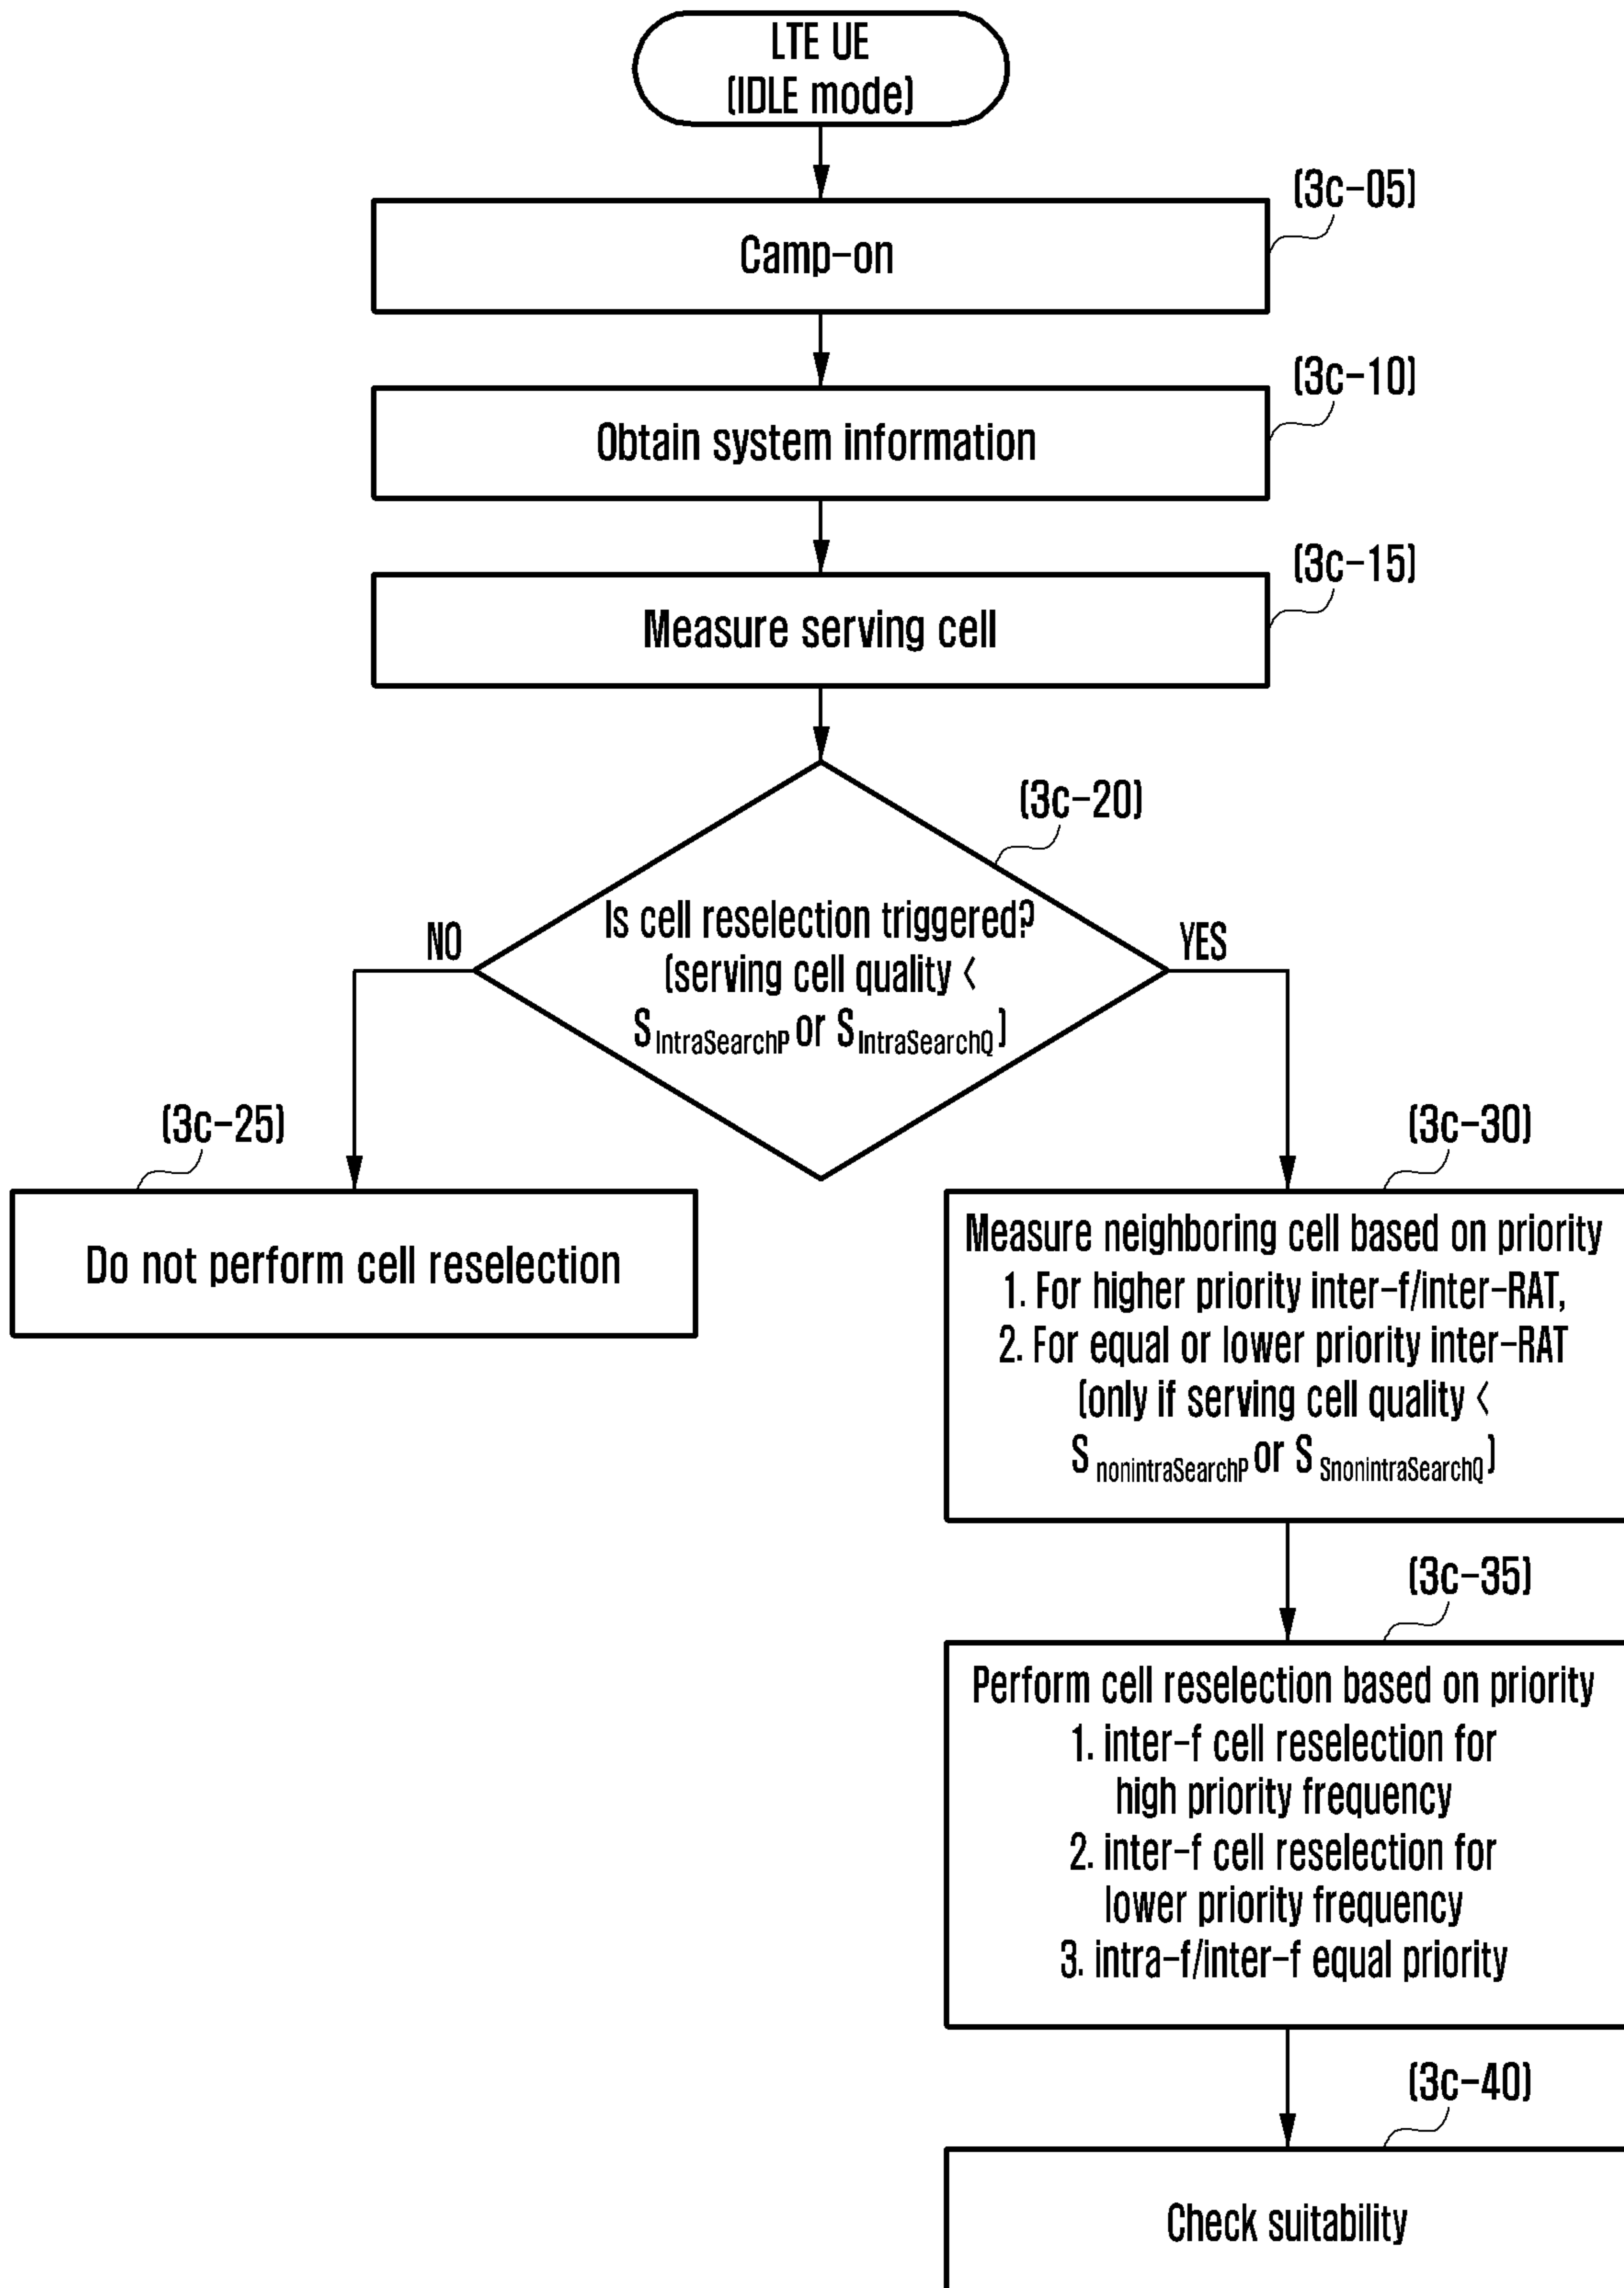 LTE UE
(IDLE mode)
(3c-05)
Camp-on
(3c-10)
Obtain system information
(3c-15)
Measure serving cell
(3c-20)
Is cell reselection triggered?
(serving cell quality <
S IntraSearchP or S IntraSearchQ)
NO
YES
(3c-25)
Do not perform cell reselection
(3c-30)
Measure neighboring cell based on priority
1. For higher priority inter-f/inter-RAT,
2. For equal or lower priority inter-RAT
(only if serving cell quality <
S nonintraSearchP or S SnonintraSearchQ)
(3c-35)
Perform cell reselection based on priority
1. inter-f cell reselection for
high priority frequency
2. inter-f cell reselection for
lower priority frequency
3. intra-f/inter-f equal priority
(3c-40)
Check suitability